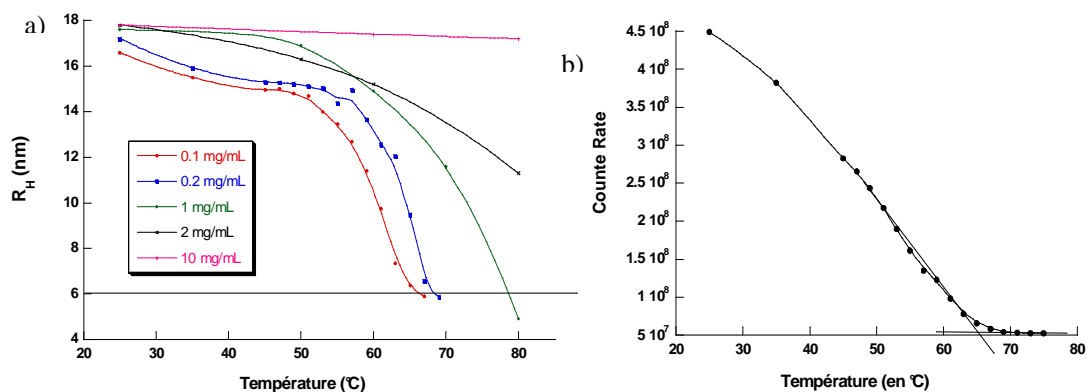 a)
18
16
14
12
10
8
6
4
R_H (nm)
0.1 mg/mL
0.2 mg/mL
1 mg/mL
2 mg/mL
10 mg/mL
20 30 40 50 60 70 80
Température (°C)
b)
4.5 10^8
4 10^8
3.5 10^8
3 10^8
2.5 10^8
2 10^8
1.5 10^8
1 10^8
5 10^7
Counte Rate
20 30 40 50 60 70 80
Température (en °C)